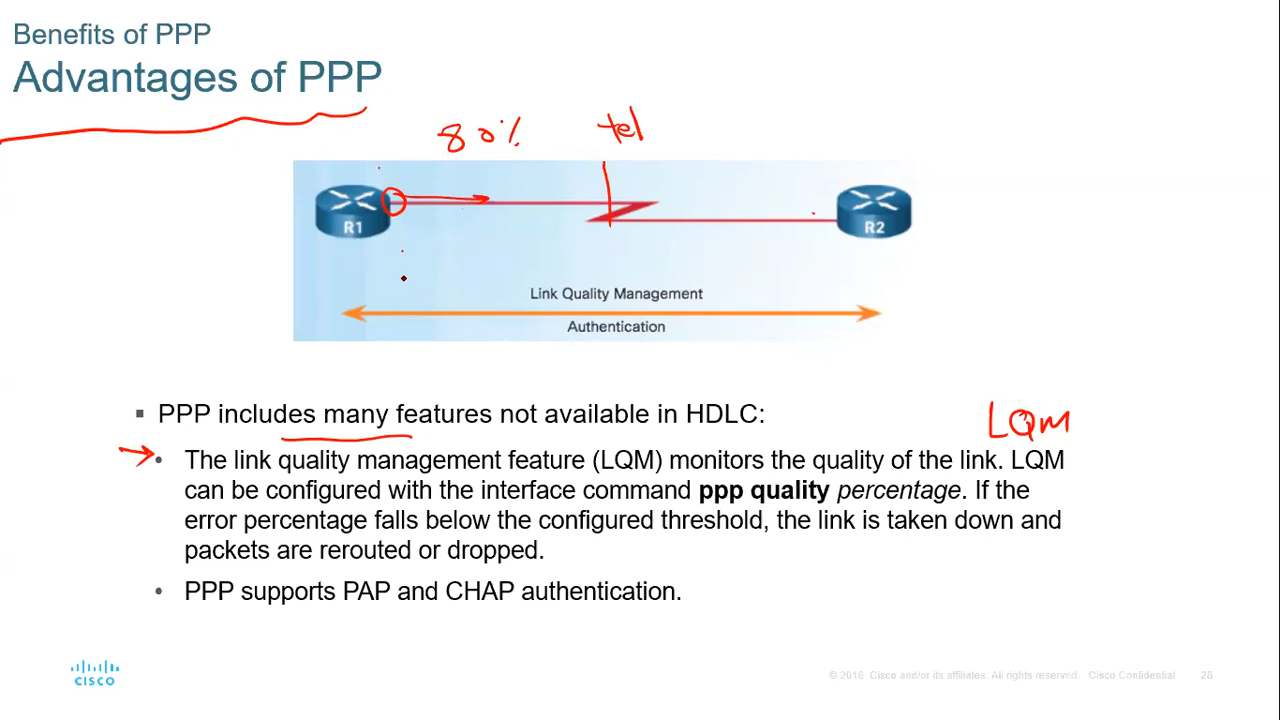 Benefits of PPP
Advantages of PPP
80% tel
R1
R2
Link Quality Management
Authentication
▪ PPP includes many features not available in HDLC:
LQM
• The link quality management feature (LQM) monitors the quality of the link. LQM
can be configured with the interface command ppp quality percentage. If the
error percentage falls below the configured threshold, the link is taken down and
packets are rerouted or dropped.
• PPP supports PAP and CHAP authentication.
CISCO
© 2016 Cisco and/or its affiliates. All rights reserved. Cisco Confidential 28